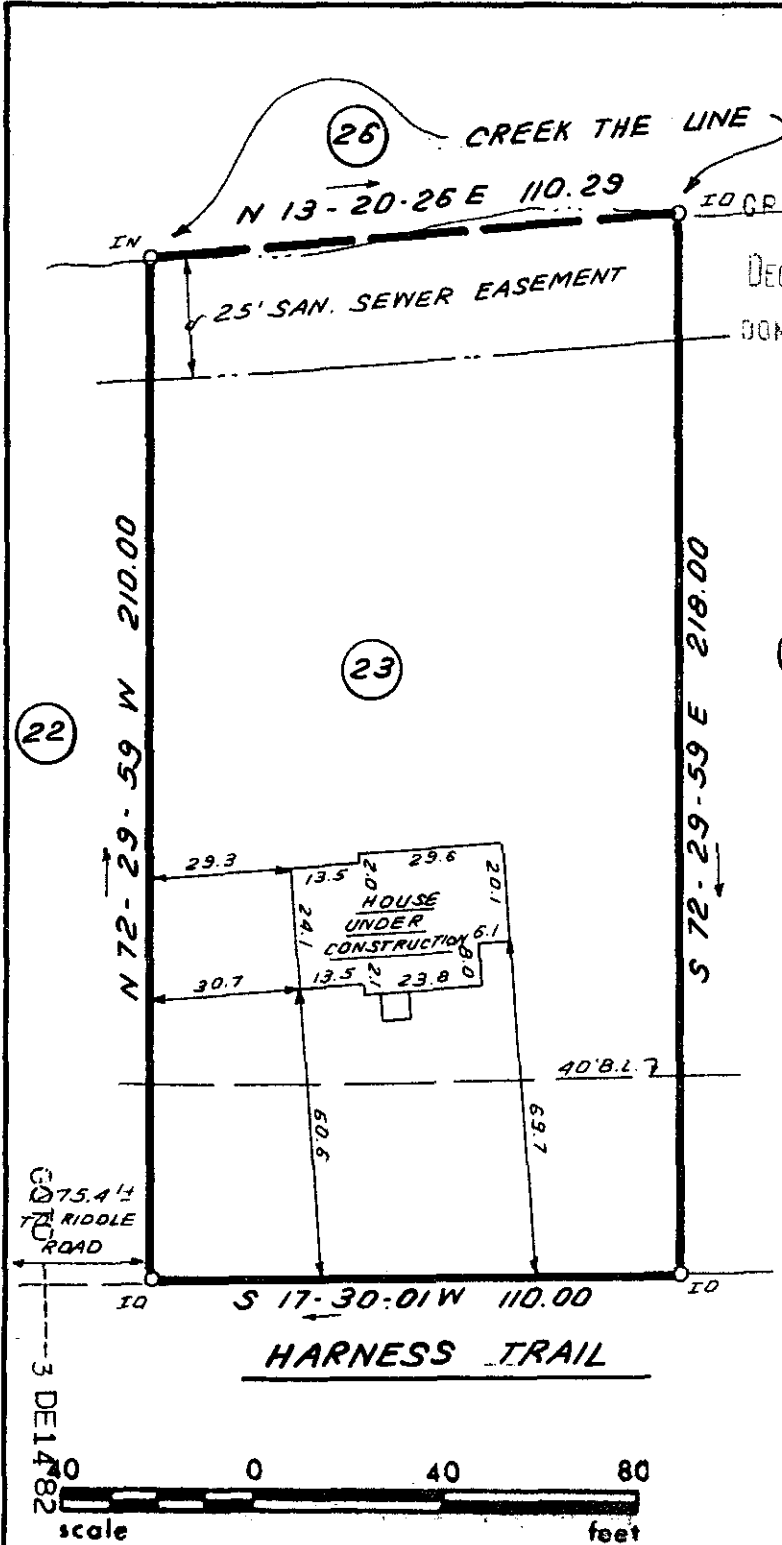 26
CREEK THE LINE
N 13-20-26 E 110.29
IN
IO
25' SAN. SEWER EASEMENT
N 72-29-59 W 210.00
S 72-29-59 E 218.00
23
22
29.3
13.5
2.0
29.6
20.1
24.1
HOUSE
UNDER
CONSTRUCTION
6.1
8.0
30.7
13.5
2.1
23.8
40' B.L.
60.6
69.7
TO RIDDLE
ROAD
IO
S 17-30-01 W 110.00
IO
HARNESS TRAIL
3 DE14 82
40 0 40 80
scale feet